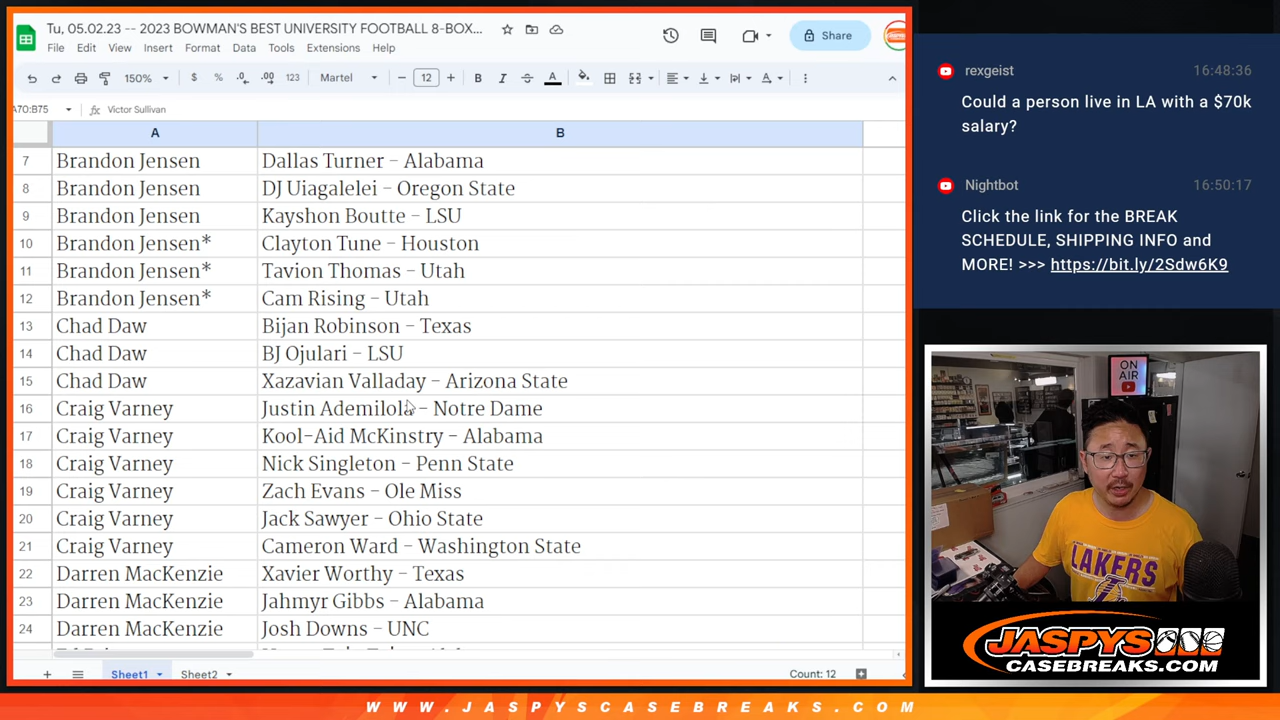 Tu, 05.02.23 -- 2023 BOWMAN'S BEST UNIVERSITY FOOTBALL 8-BOX...
File Edit View Insert Format Data Tools Extensions Help
Share
150% $ % .0 .00 123 Martel − 12 + B I A
A70:B75 fx Victor Sullivan
A B
7 Brandon Jensen Dallas Turner – Alabama
8 Brandon Jensen DJ Uiagalelei – Oregon State
9 Brandon Jensen Kayshon Boutte – LSU
10 Brandon Jensen* Clayton Tune – Houston
11 Brandon Jensen* Tavion Thomas – Utah
12 Brandon Jensen* Cam Rising – Utah
13 Chad Daw Bijan Robinson – Texas
14 Chad Daw BJ Ojulari – LSU
15 Chad Daw Xazavian Valladay – Arizona State
16 Craig Varney Justin Ademilola – Notre Dame
17 Craig Varney Kool-Aid McKinstry – Alabama
18 Craig Varney Nick Singleton – Penn State
19 Craig Varney Zach Evans – Ole Miss
20 Craig Varney Jack Sawyer – Ohio State
21 Craig Varney Cameron Ward – Washington State
22 Darren MacKenzie Xavier Worthy – Texas
23 Darren MacKenzie Jahmyr Gibbs – Alabama
24 Darren MacKenzie Josh Downs – UNC
Sheet1 Sheet2 Count: 12
rexgeist 16:48:36
Could a person live in LA with a $70k
salary?
Nightbot 16:50:17
Click the link for the BREAK
SCHEDULE, SHIPPING INFO and
MORE! >>> https://bit.ly/2Sdw6K9
ON
AIR
LAKERS
JASPYS
CASEBREAKS.COM
WWW.JASPYSCASEBREAKS.COM